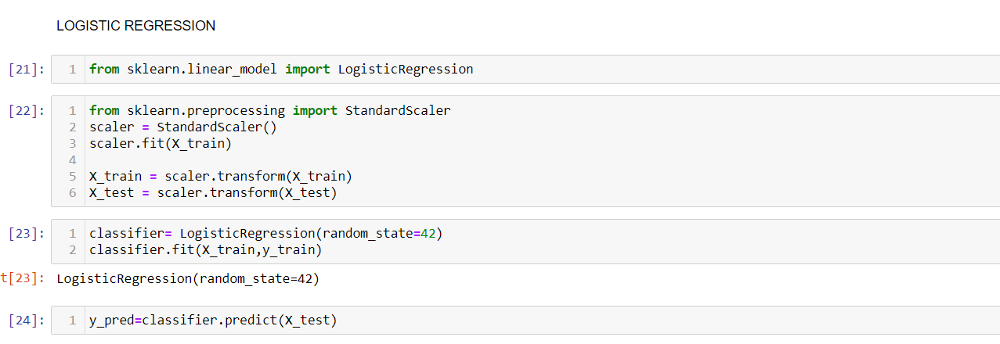 LOGISTIC REGRESSION
[21]: 1 from sklearn.linear_model import LogisticRegression
[22]: 1 from sklearn.preprocessing import StandardScaler
2 scaler = StandardScaler()
3 scaler.fit(X_train)
4
5 X_train = scaler.transform(X_train)
6 X_test = scaler.transform(X_test)
[23]: 1 classifier= LogisticRegression(random_state=42)
2 classifier.fit(X_train,y_train)
t[23]: LogisticRegression(random_state=42)
[24]: 1 y_pred=classifier.predict(X_test)